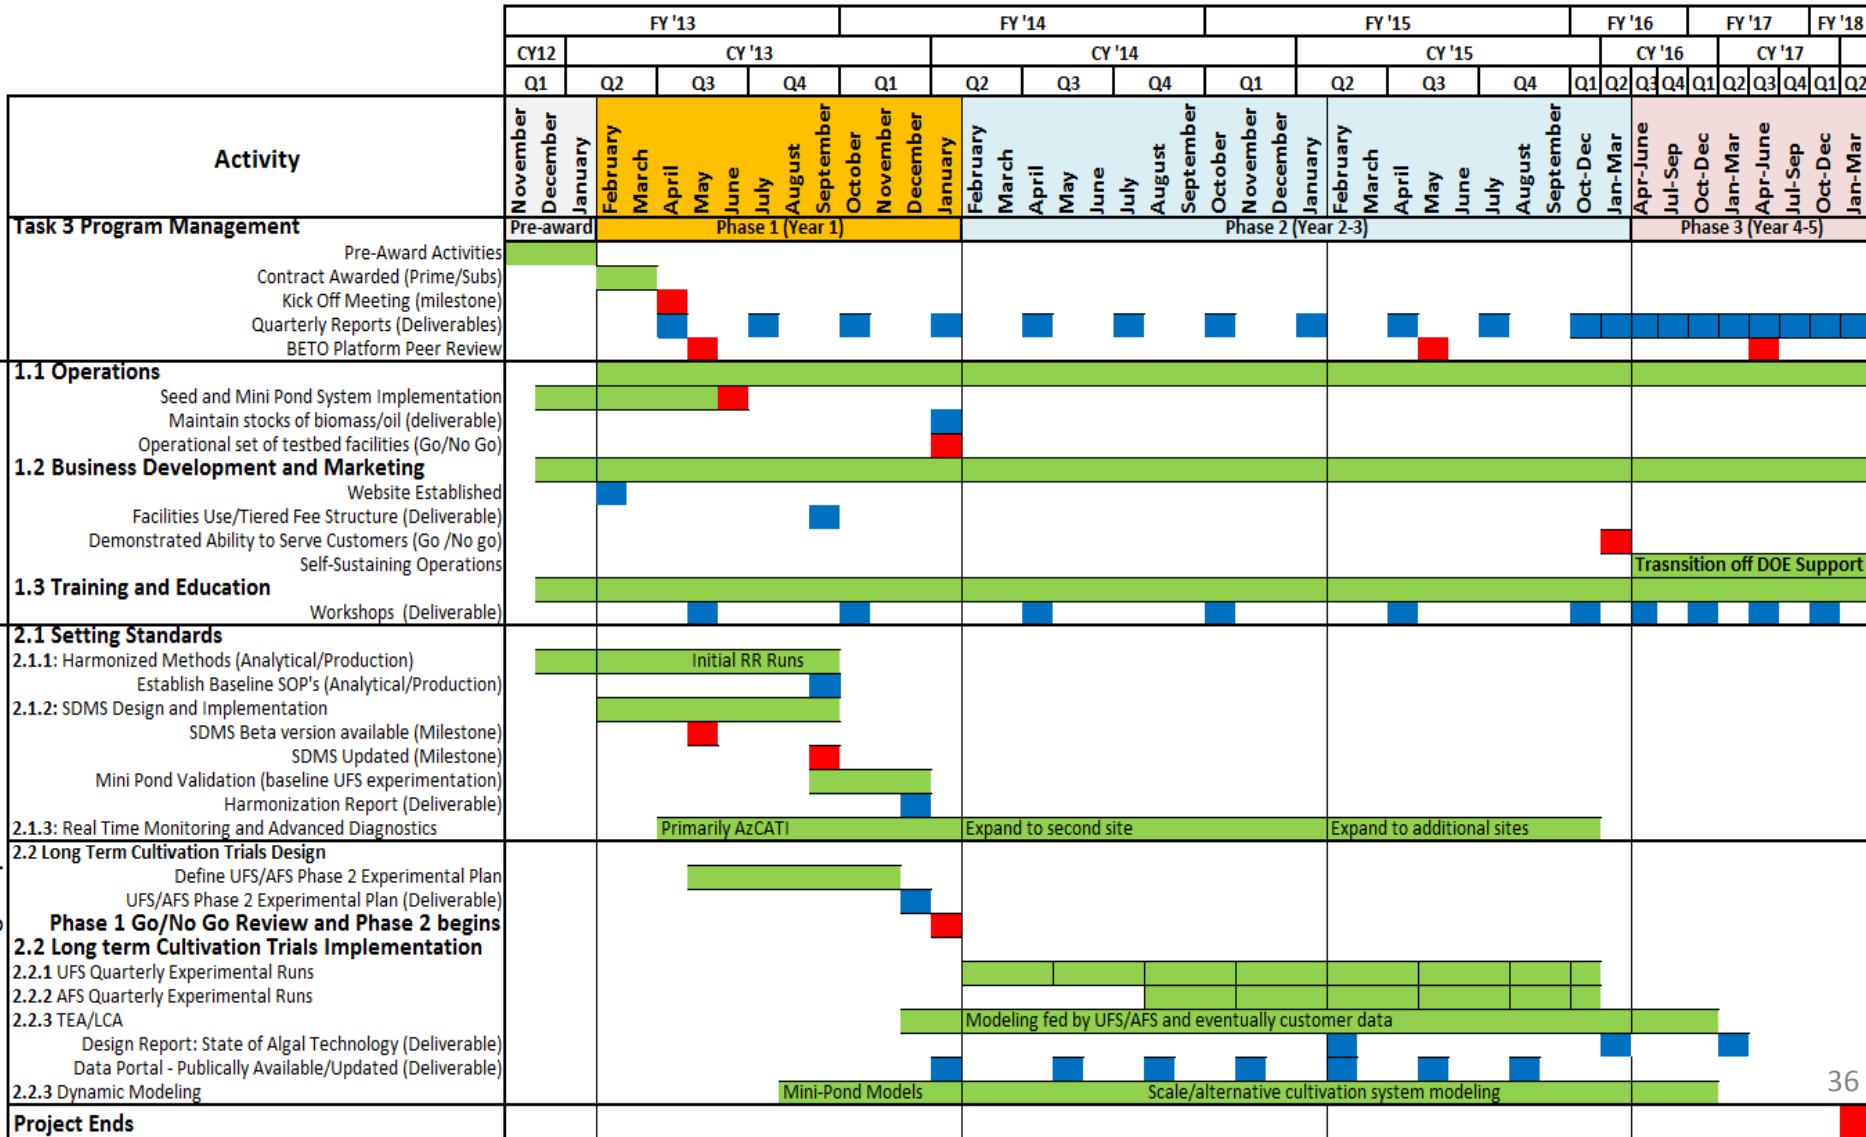 FY '13 FY '14 FY '15 FY '16 FY '17 FY '18
CY12 CY '13 CY '14 CY '15 CY '16 CY '17
Q1 Q2 Q3 Q4 Q1 Q2 Q3 Q4 Q1 Q2 Q3 Q4 Q1 Q2 Q3 Q4 Q1 Q2 Q3 Q4 Q1 Q2
Activity
November December January February March April May June July August September October November December January February March April May June July August September October November December January February March April May June July August September Oct-Dec Jan-Mar Apr-June Jul-Sep Oct-Dec Jan-Mar Apr-June Jul-Sep Oct-Dec Jan-Mar
Task 3 Program Management Pre-award Phase 1 (Year 1) Phase 2 (Year 2-3) Phase 3 (Year 4-5)
Pre-Award Activities
Contract Awarded (Prime/Subs)
Kick Off Meeting (milestone)
Quarterly Reports (Deliverables)
BETO Platform Peer Review
1.1 Operations
Seed and Mini Pond System Implementation
Maintain stocks of biomass/oil (deliverable)
Operational set of testbed facilities (Go/No Go)
1.2 Business Development and Marketing
Website Established
Facilities Use/Tiered Fee Structure (Deliverable)
Demonstrated Ability to Serve Customers (Go /No go)
Self-Sustaining Operations Trasnsition off DOE Support
1.3 Training and Education
Workshops (Deliverable)
2.1 Setting Standards
2.1.1: Harmonized Methods (Analytical/Production) Initial RR Runs
Establish Baseline SOP's (Analytical/Production)
2.1.2: SDMS Design and Implementation
SDMS Beta version available (Milestone)
SDMS Updated (Milestone)
Mini Pond Validation (baseline UFS experimentation)
Harmonization Report (Deliverable)
2.1.3: Real Time Monitoring and Advanced Diagnostics Primarily AzCATI Expand to second site Expand to additional sites
2.2 Long Term Cultivation Trials Design
Define UFS/AFS Phase 2 Experimental Plan
UFS/AFS Phase 2 Experimental Plan (Deliverable)
Phase 1 Go/No Go Review and Phase 2 begins
2.2 Long term Cultivation Trials Implementation
2.2.1 UFS Quarterly Experimental Runs
2.2.2 AFS Quarterly Experimental Runs
2.2.3 TEA/LCA Modeling fed by UFS/AFS and eventually customer data
Design Report: State of Algal Technology (Deliverable)
Data Portal - Publically Available/Updated (Deliverable)
2.2.3 Dynamic Modeling Mini-Pond Models Scale/alternative cultivation system modeling
36
Project Ends